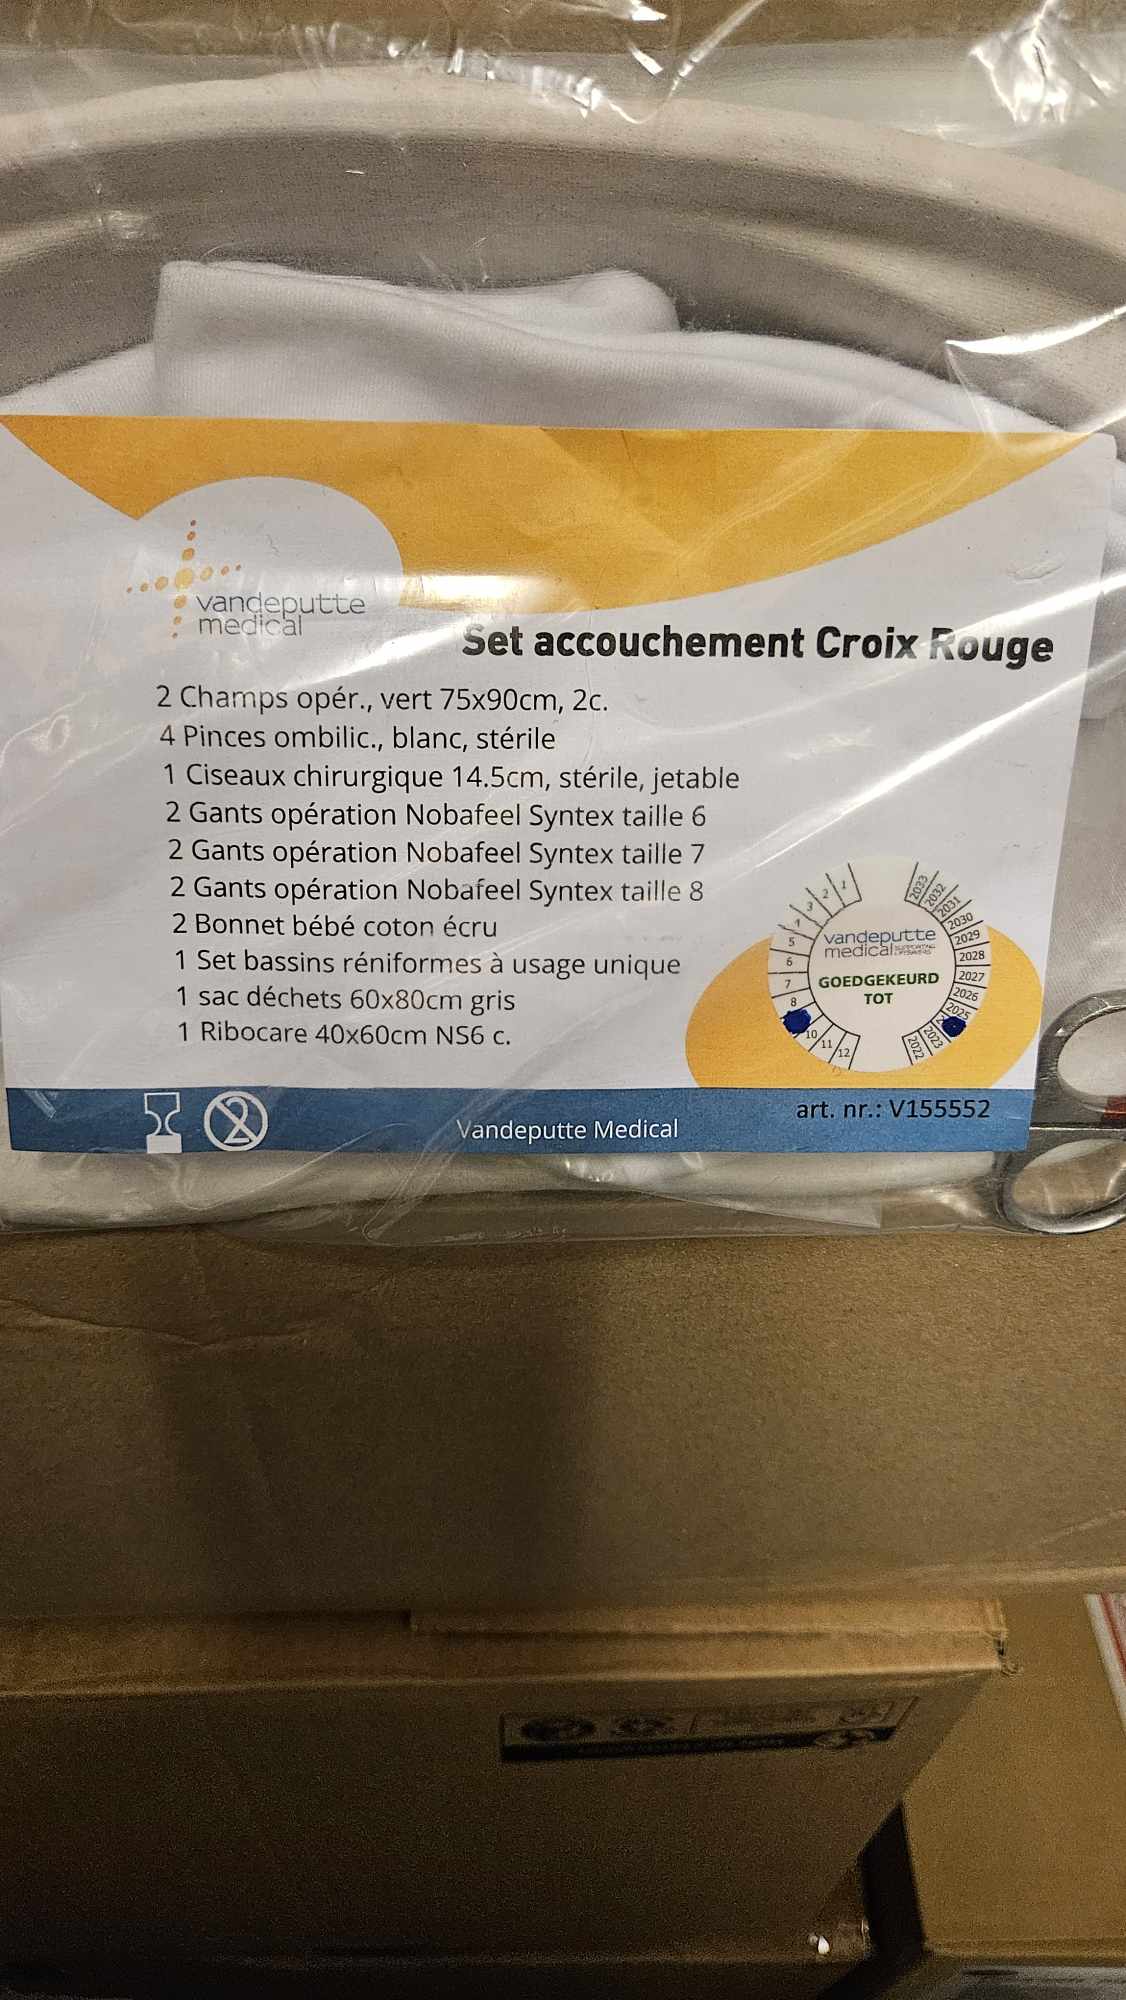 vandeputte
medical
Set accouchement Croix Rouge
2 Champs opér., vert 75x90cm, 2c.
4 Pinces ombilic., blanc, stérile
1 Ciseaux chirurgique 14.5cm, stérile, jetable
2 Gants opération Nobafeel Syntex taille 6
2 Gants opération Nobafeel Syntex taille 7
2 Gants opération Nobafeel Syntex taille 8
2 Bonnet bébé coton écru
1 Set bassins réniformes à usage unique
1 sac déchets 60x80cm gris
1 Ribocare 40x60cm NS6 c.
1
2
3
4
5
6
7
8
10
11
12
vandeputte
medical
GOEDGEKEURD
TOT
2033
2032
2031
2030
2029
2028
2027
2026
2025
2023
2022
2
Vandeputte Medical
art. nr.: V155552